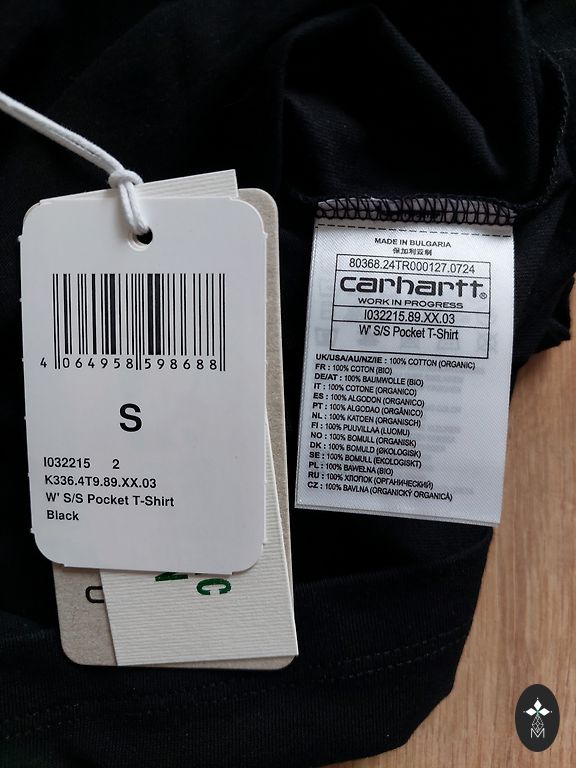 4 064958 598688
S
I032215 2
K336.4T9.89.XX.03
W' S/S Pocket T-Shirt
Black
MADE IN BULGARIA
保加利亚制
80368.24TR000127.0724
carhartt®
WORK IN PROGRESS
I032215.89.XX.03
W' S/S Pocket T-Shirt
UK/USA/AU/NZ/IE : 100% COTTON (ORGANIC)
FR : 100% COTON (BIO)
DE/AT : 100% BAUMWOLLE (BIO)
IT : 100% COTONE (ORGANICO)
ES : 100% ALGODON (ORGANICO)
PT : 100% ALGODAO (ORGÂNICO)
NL : 100% KATOEN (ORGANISCH)
FI : 100% PUUVILLAA (LUOMU)
NO : 100% BOMULL (ORGANISK)
DK : 100% BOMULD (ØKOLOGISK)
SE : 100% BOMULL (EKOLOGISKT)
PL : 100% BAWEŁNA (BIO)
RU : 100% ХЛОПОК (ОРГАНИЧЕСКИЙ)
CZ : 100% BAVLNA (ORGANICKÝ ORGANICÁ)